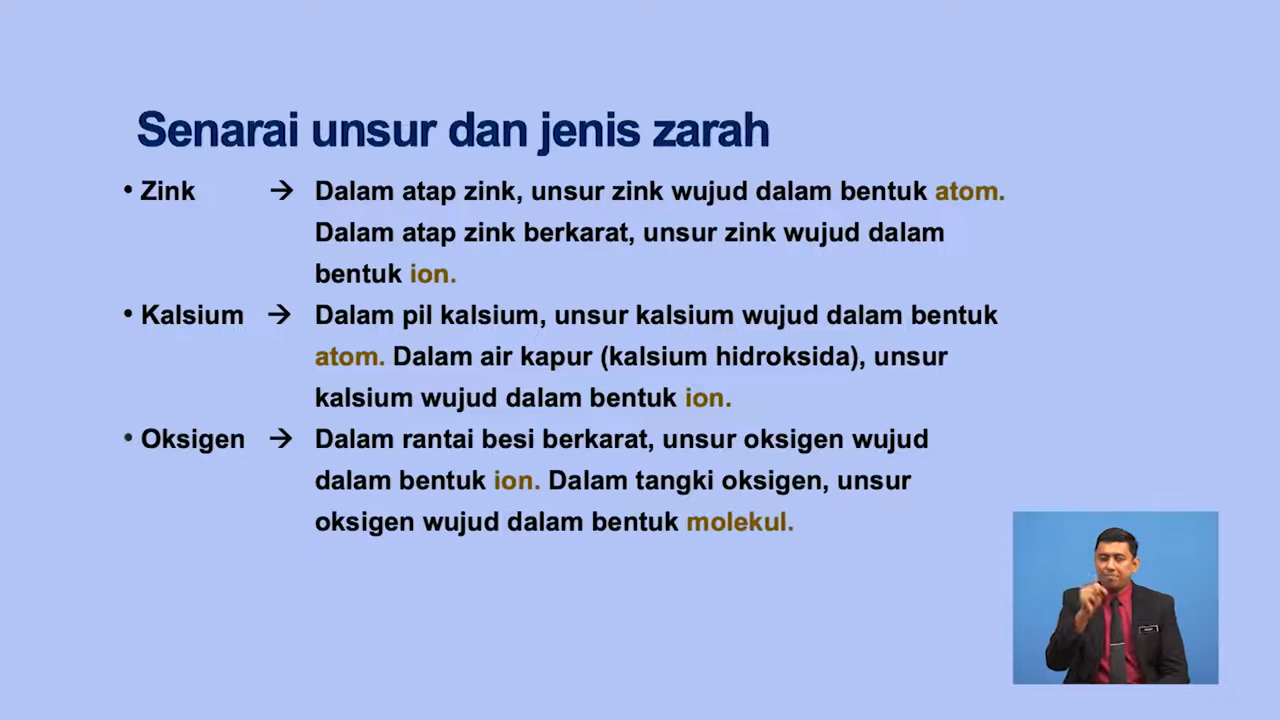 Senarai unsur dan jenis zarah
• Zink → Dalam atap zink, unsur zink wujud dalam bentuk atom.
Dalam atap zink berkarat, unsur zink wujud dalam
bentuk ion.
• Kalsium → Dalam pil kalsium, unsur kalsium wujud dalam bentuk
atom. Dalam air kapur (kalsium hidroksida), unsur
kalsium wujud dalam bentuk ion.
• Oksigen → Dalam rantai besi berkarat, unsur oksigen wujud
dalam bentuk ion. Dalam tangki oksigen, unsur
oksigen wujud dalam bentuk molekul.